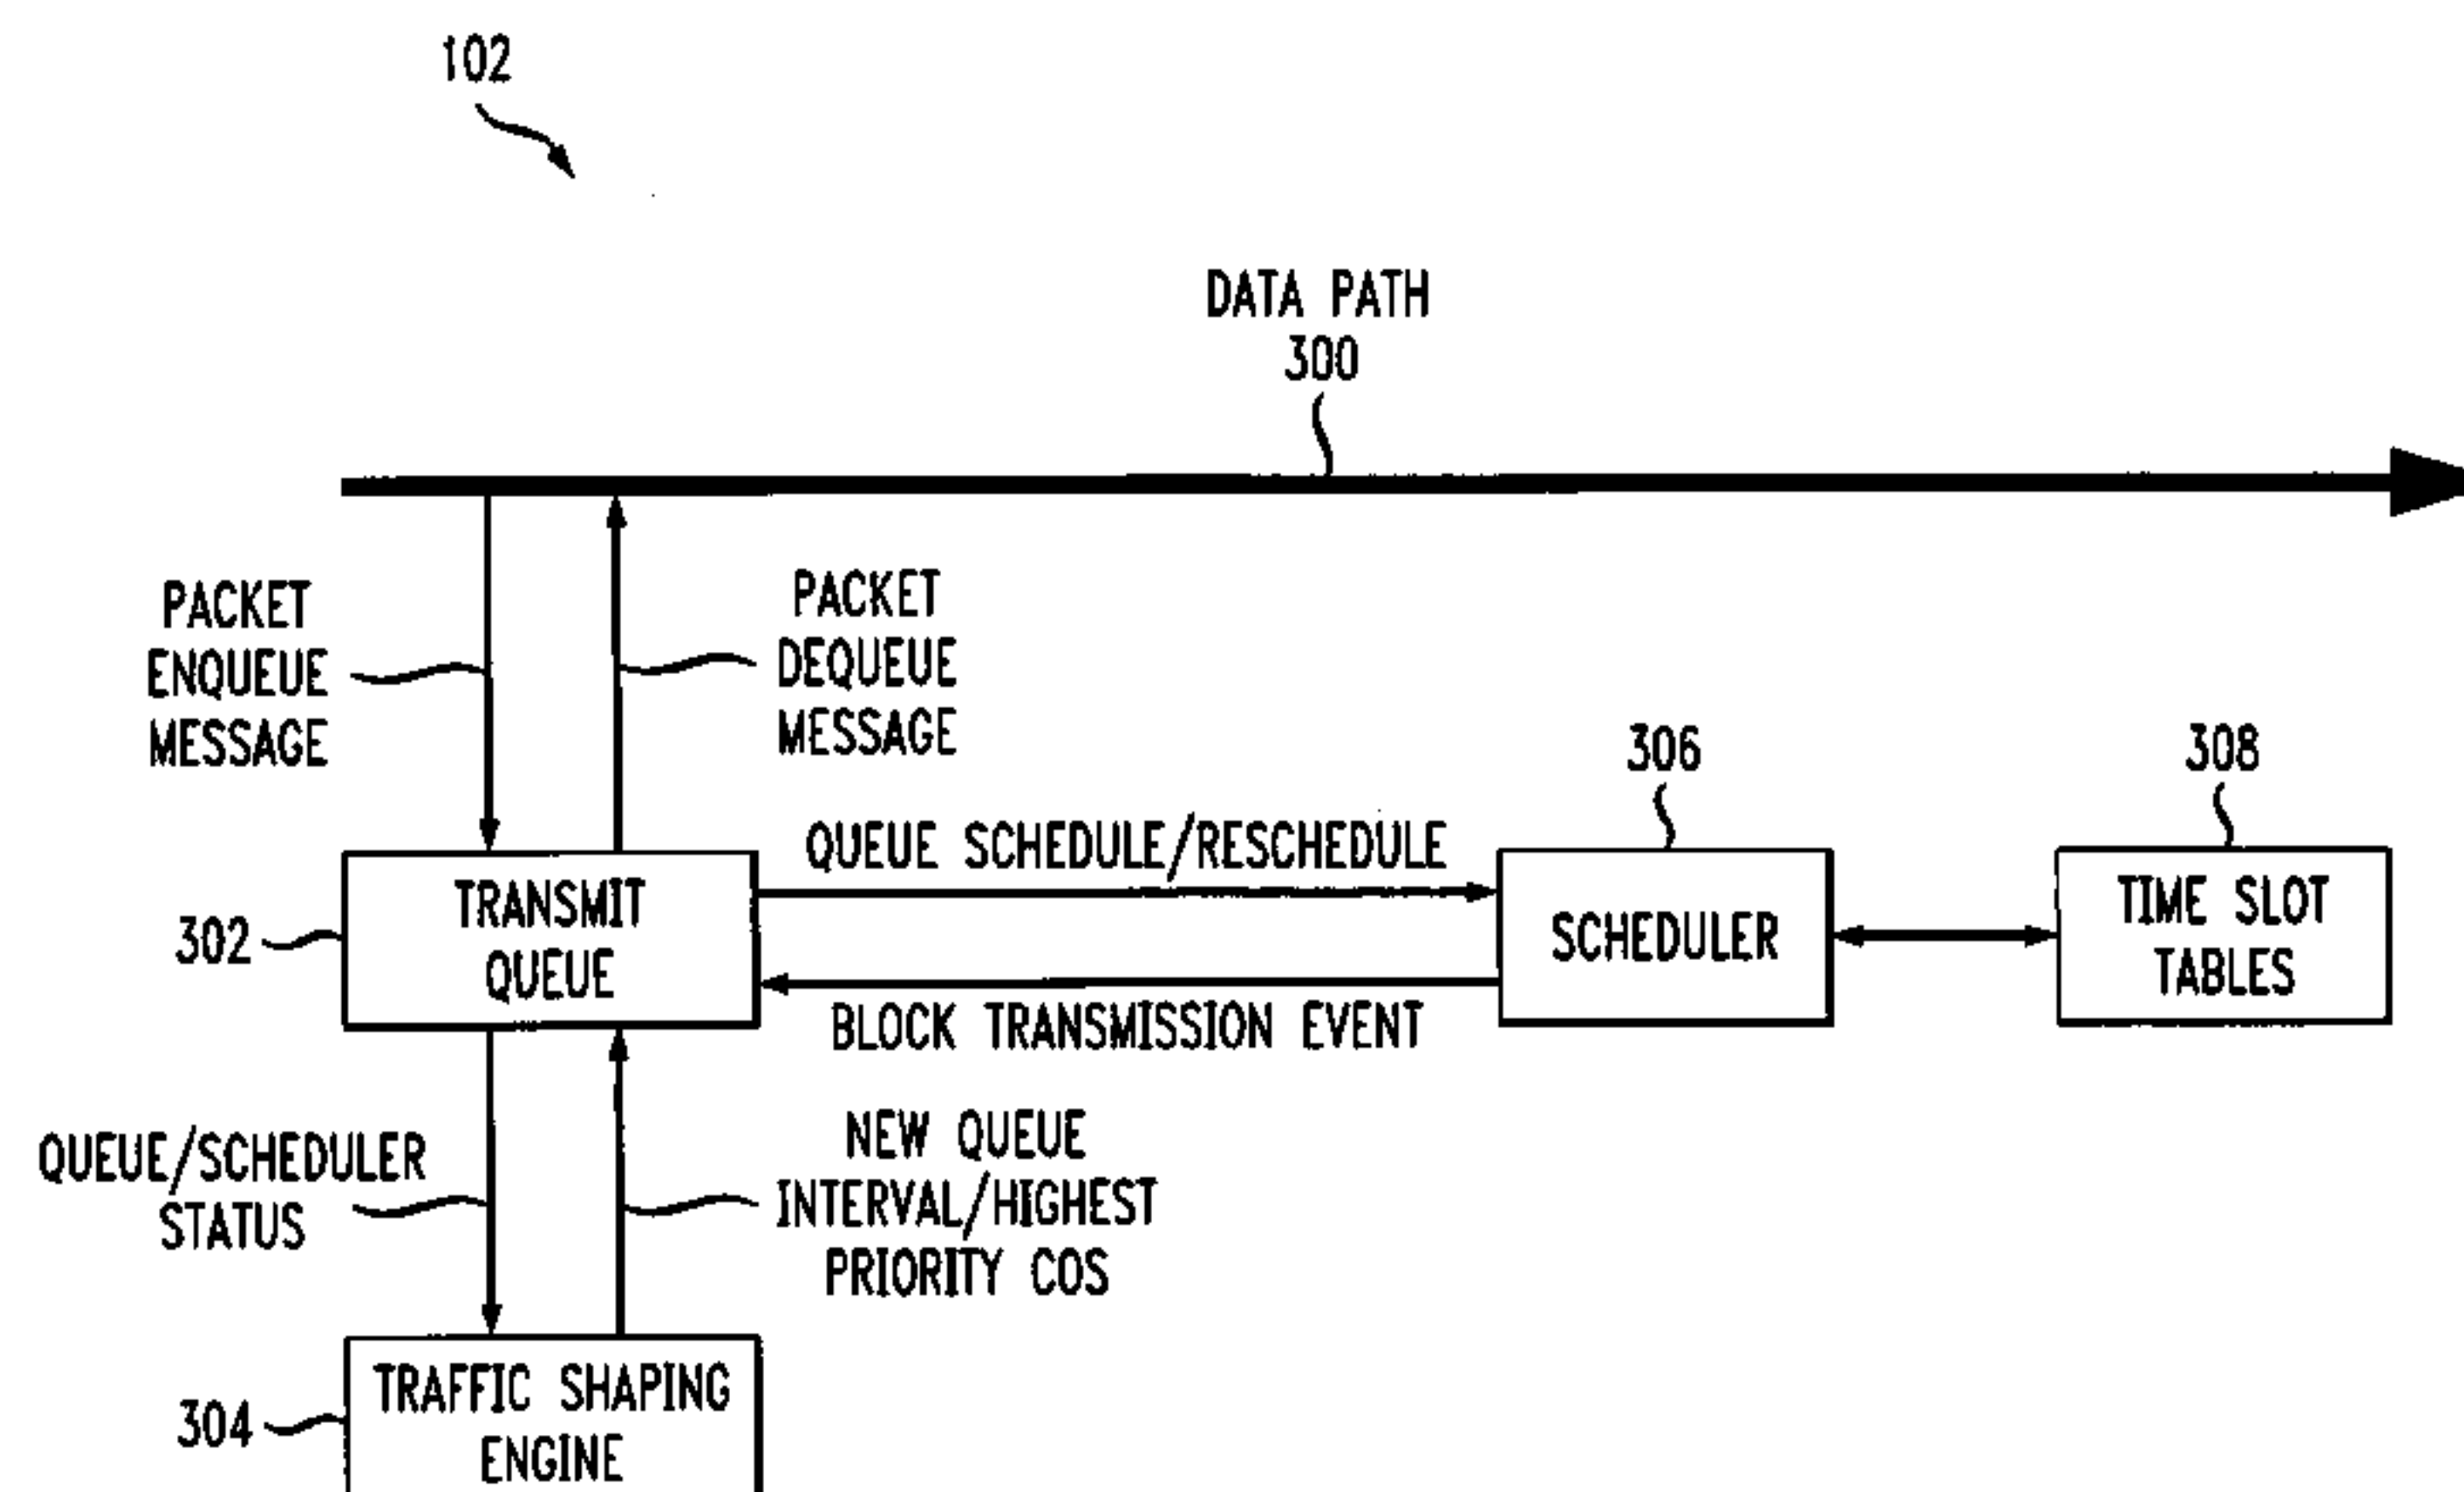 102
DATA PATH
300
PACKET
ENQUEUE
MESSAGE
PACKET
DEQUEUE
MESSAGE
306
308
QUEUE SCHEDULE/RESCHEDULE
302
TRANSMIT
QUEUE
SCHEDULER
TIME SLOT
TABLES
BLOCK TRANSMISSION EVENT
QUEUE/SCHEDULER
STATUS
NEW QUEUE
INTERVAL/HIGHEST
PRIORITY COS
304
TRAFFIC SHAPING
ENGINE